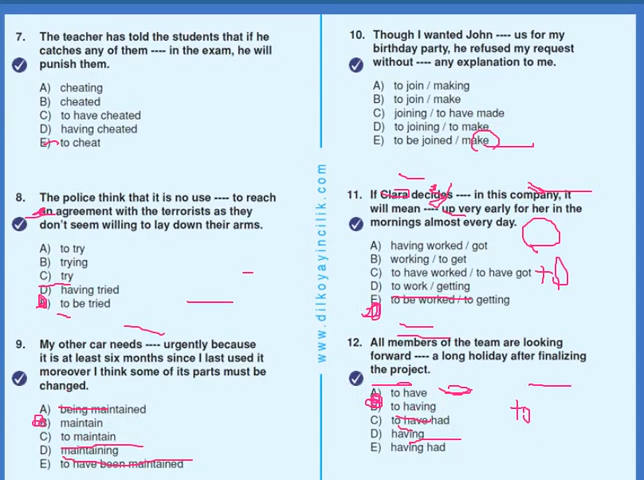 7. The teacher has told the students that if he
catches any of them ---- in the exam, he will
punish them.
A) cheating
B) cheated
C) to have cheated
D) having cheated
E) to cheat
8. The police think that it is no use ---- to reach
an agreement with the terrorists as they
don't seem willing to lay down their arms.
A) to try
B) trying
C) try
D) having tried
to be tried
9. My other car needs ---- urgently because
it is at least six months since I last used it
moreover I think some of its parts must be
changed.
A) being maintained
B) maintain
C) to maintain
D) maintaining
E) to have been maintained
www.dilkoyayincilik.com
10. Though I wanted John ---- us for my
birthday party, he refused my request
without ---- any explanation to me.
A) to join / making
B) to join / make
C) joining / to have made
D) to joining / to make
E) to be joined / make
11. If Clara decides ---- in this company, it
will mean ---- up very early for her in the
mornings almost every day.
A) having worked / got
B) working / to get
C) to have worked / to have got
D) to work / getting
E) to be worked / to getting
12. All members of the team are looking
forward ---- a long holiday after finalizing
the project.
A) to have
B) to having
C) to have had
D) having
E) having had
to